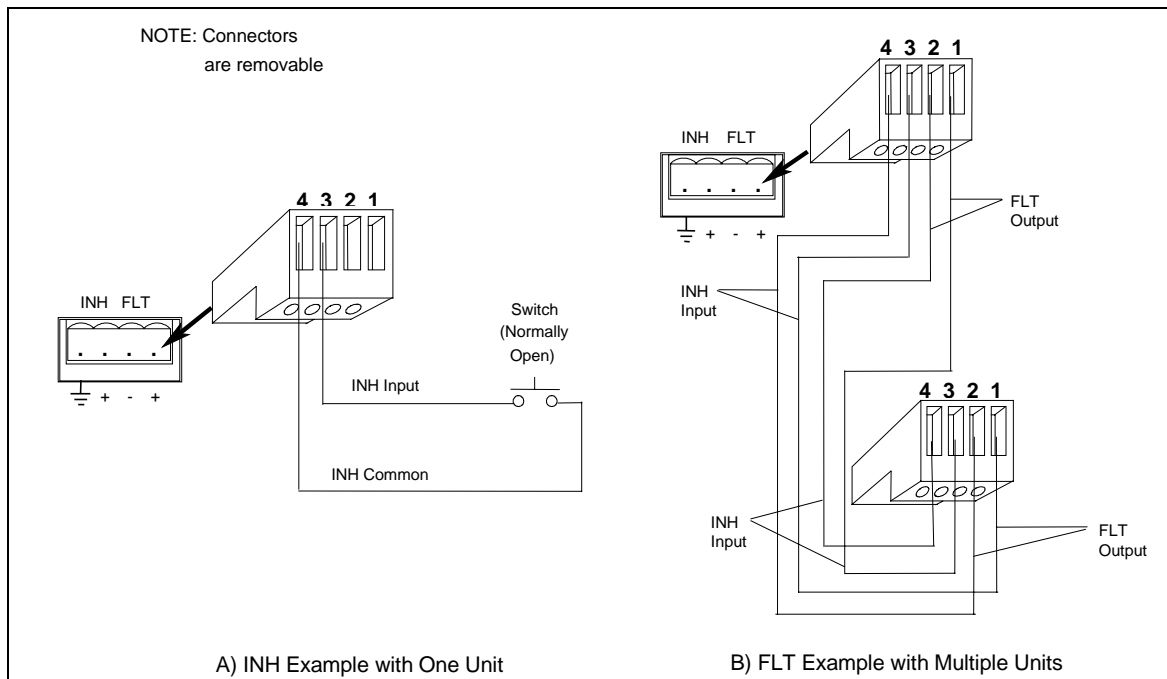 NOTE: Connectors
are removable
4 3 2 1
INH FLT
+ - +
Switch
(Normally
Open)
INH Input
INH Common
A) INH Example with One Unit
4 3 2 1
INH FLT
+ - +
FLT
Output
INH
Input
4 3 2 1
INH
Input
FLT
Output
B) FLT Example with Multiple Units